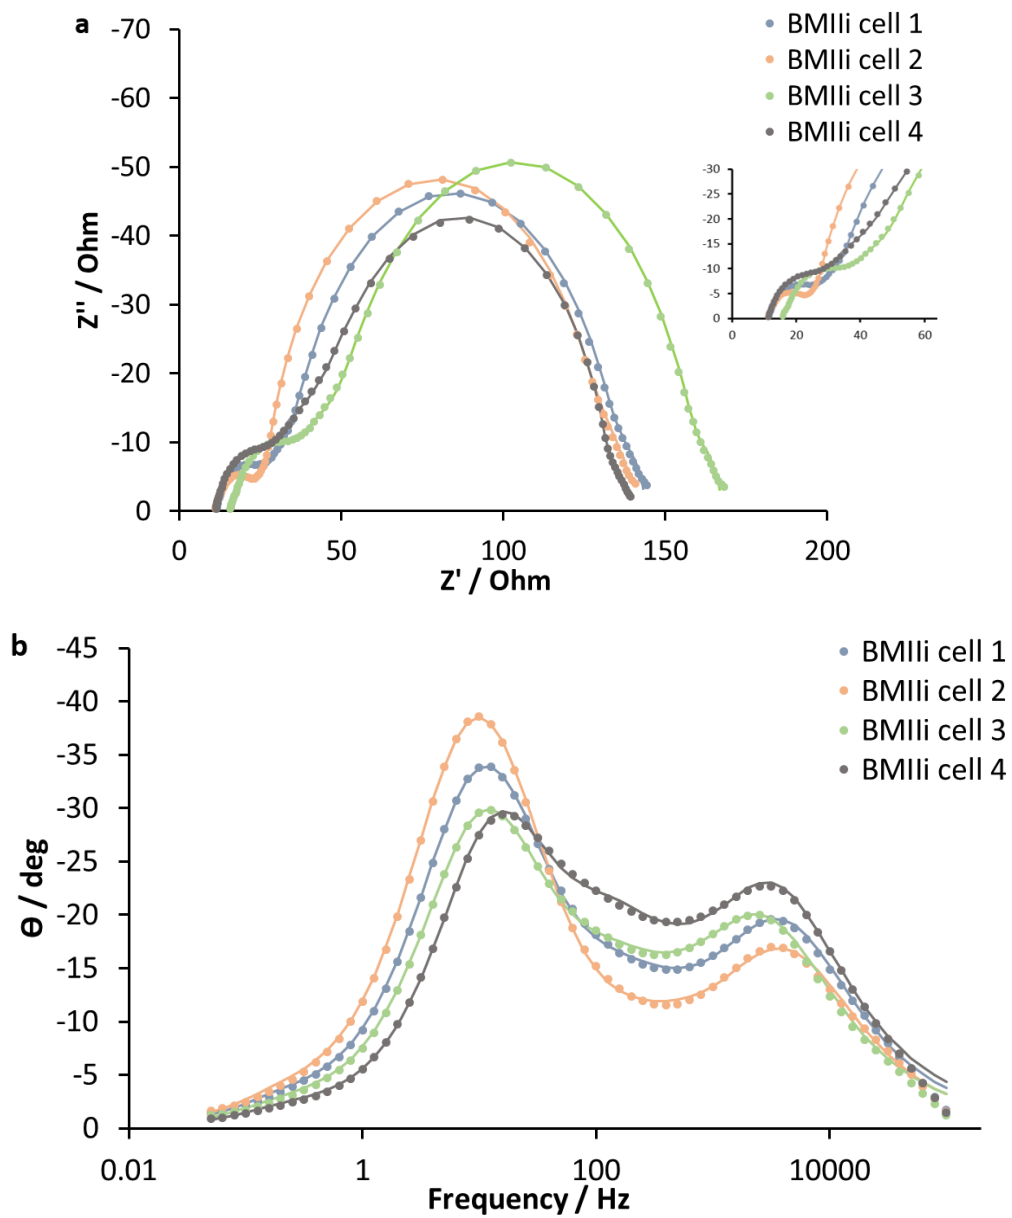 a
-70
-60
-50
-40
-30
-20
-10
0
Z'' / Ohm
0 50 100 150 200
Z' / Ohm
BMIIi cell 1
BMIIi cell 2
BMIIi cell 3
BMIIi cell 4
-30
-25
-20
-15
-10
-5
0
0 20 40 60
b
-45
-40
-35
-30
-25
-20
-15
-10
-5
0
Ɵ / deg
0.01 1 100 10000
Frequency / Hz
BMIIi cell 1
BMIIi cell 2
BMIIi cell 3
BMIIi cell 4